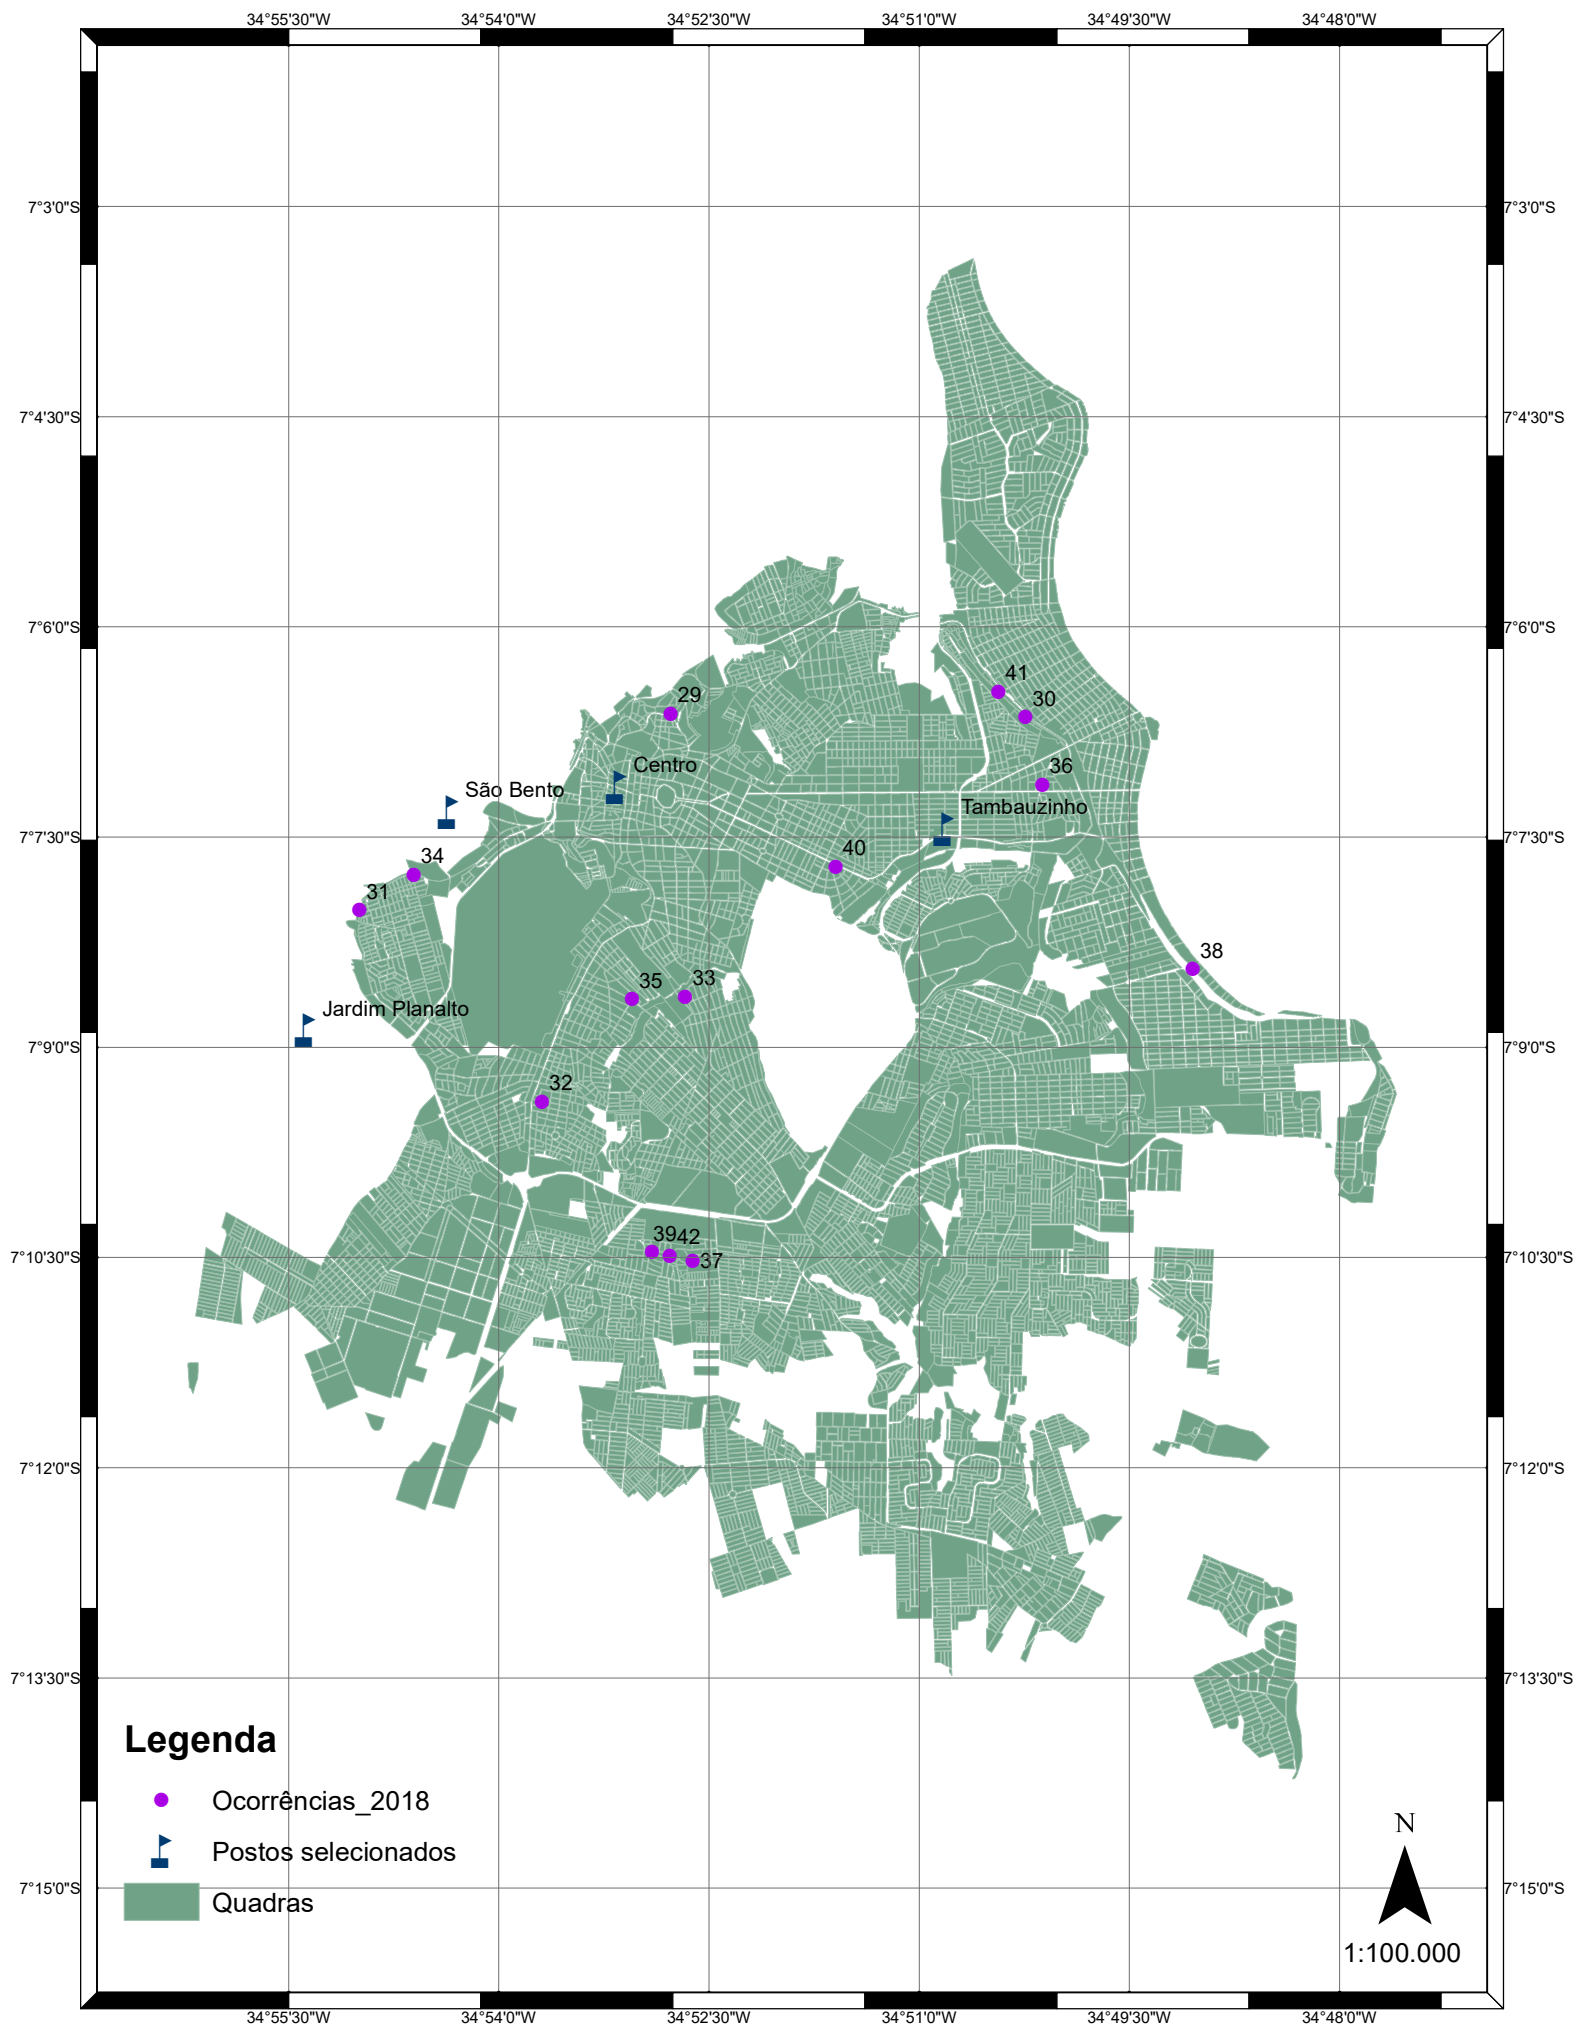 34°55'30"W 34°54'0"W 34°52'30"W 34°51'0"W 34°49'30"W 34°48'0"W
7°3'0"S 7°3'0"S
7°4'30"S 7°4'30"S
7°6'0"S 7°6'0"S
41
29 30
Centro 36
São Bento
Tambauzinho
7°7'30"S 7°7'30"S
34 40
31
38
35 33
Jardim Planalto
7°9'0"S 7°9'0"S
32
39 42
7°10'30"S 37 7°10'30"S
7°12'0"S 7°12'0"S
7°13'30"S 7°13'30"S
Legenda
Ocorrências_2018
Postos selecionados
Quadras
N
7°15'0"S 7°15'0"S
1:100.000
34°55'30"W 34°54'0"W 34°52'30"W 34°51'0"W 34°49'30"W 34°48'0"W